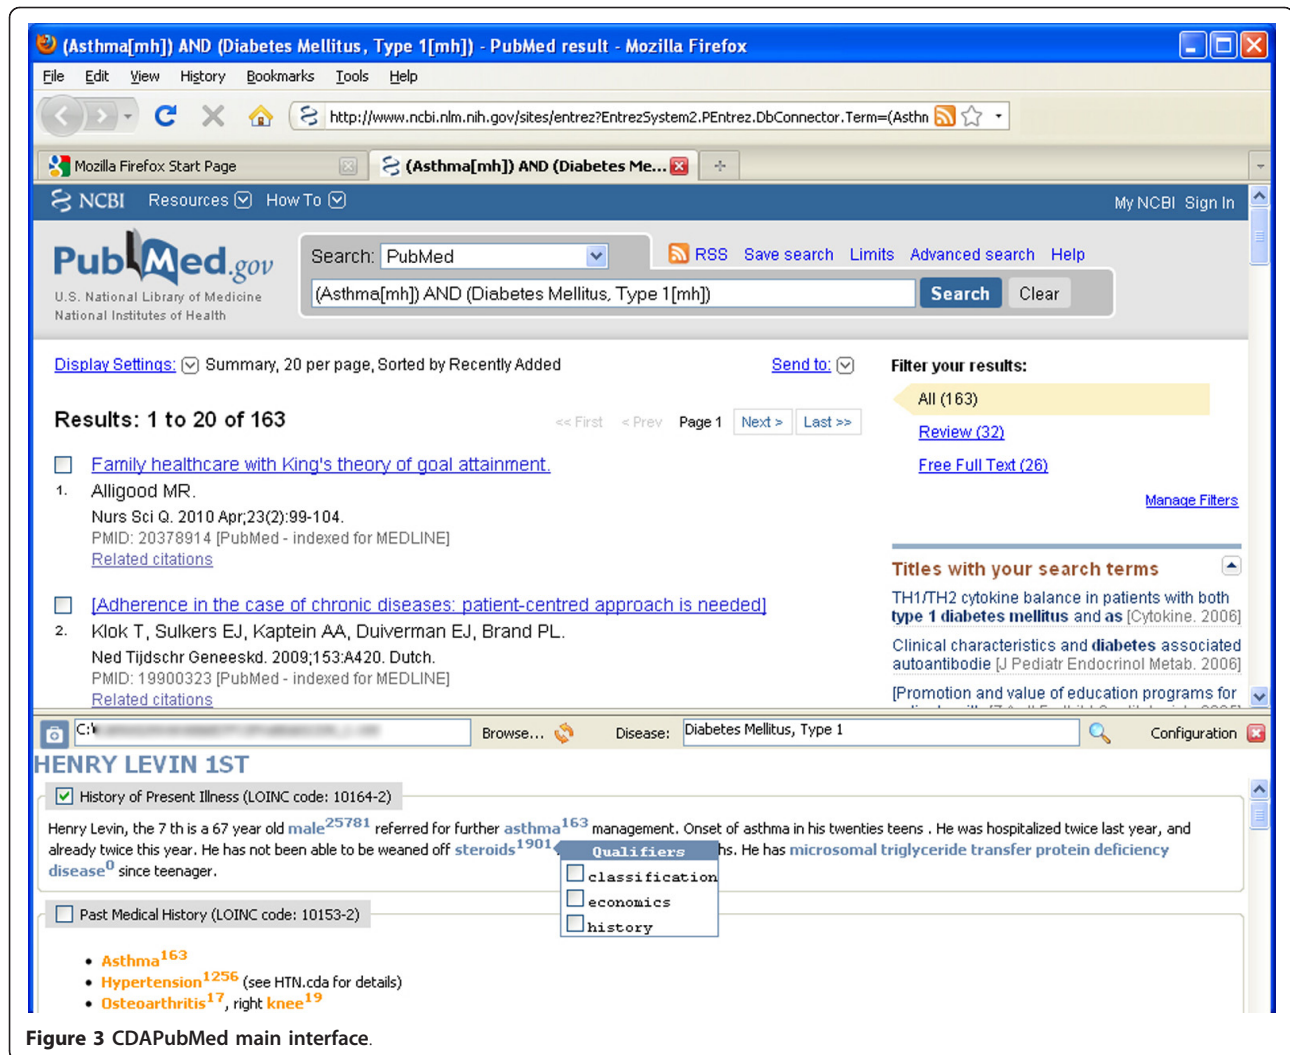 (Asthma[mh]) AND (Diabetes Mellitus, Type 1[mh]) - PubMed result - Mozilla Firefox
File Edit View History Bookmarks Tools Help
http://www.ncbi.nlm.nih.gov/sites/entrez?EntrezSystem2.PEntrez.DbConnector.Term=(Asthn
Mozilla Firefox Start Page (Asthma[mh]) AND (Diabetes Me...
NCBI Resources How To My NCBI Sign In
PubMed.gov
U.S. National Library of Medicine
National Institutes of Health
Search: PubMed RSS Save search Limits Advanced search Help
(Asthma[mh]) AND (Diabetes Mellitus, Type 1[mh]) Search Clear
Display Settings: Summary, 20 per page, Sorted by Recently Added Send to:
Results: 1 to 20 of 163 << First < Prev Page 1 Next > Last >>
Family healthcare with King's theory of goal attainment.
1. Alligood MR.
Nurs Sci Q. 2010 Apr;23(2):99-104.
PMID: 20378914 [PubMed - indexed for MEDLINE]
Related citations
[Adherence in the case of chronic diseases: patient-centred approach is needed]
2. Klok T, Sulkers EJ, Kaptein AA, Duiverman EJ, Brand PL.
Ned Tijdschr Geneeskd. 2009;153:A420. Dutch.
PMID: 19900323 [PubMed - indexed for MEDLINE]
Related citations
Filter your results:
All (163)
Review (32)
Free Full Text (26)
Manage Filters
Titles with your search terms
TH1/TH2 cytokine balance in patients with both
type 1 diabetes mellitus and as [Cytokine. 2006]
Clinical characteristics and diabetes associated
autoantibodie [J Pediatr Endocrinol Metab. 2006]
[Promotion and value of education programs for
C:\ Browse... Disease: Diabetes Mellitus, Type 1 Configuration
HENRY LEVIN 1ST
History of Present Illness (LOINC code: 10164-2)
Henry Levin, the 7 th is a 67 year old male25781 referred for further asthma163 management. Onset of asthma in his twenties teens . He was hospitalized twice last year, and
already twice this year. He has not been able to be weaned off steroids1901 hs. He has microsomal triglyceride transfer protein deficiency
disease0 since teenager.
Qualifiers
classification
economics
history
Past Medical History (LOINC code: 10153-2)
• Asthma163
• Hypertension1256 (see HTN.cda for details)
• Osteoarthritis17, right knee19
Figure 3 CDAPubMed main interface.